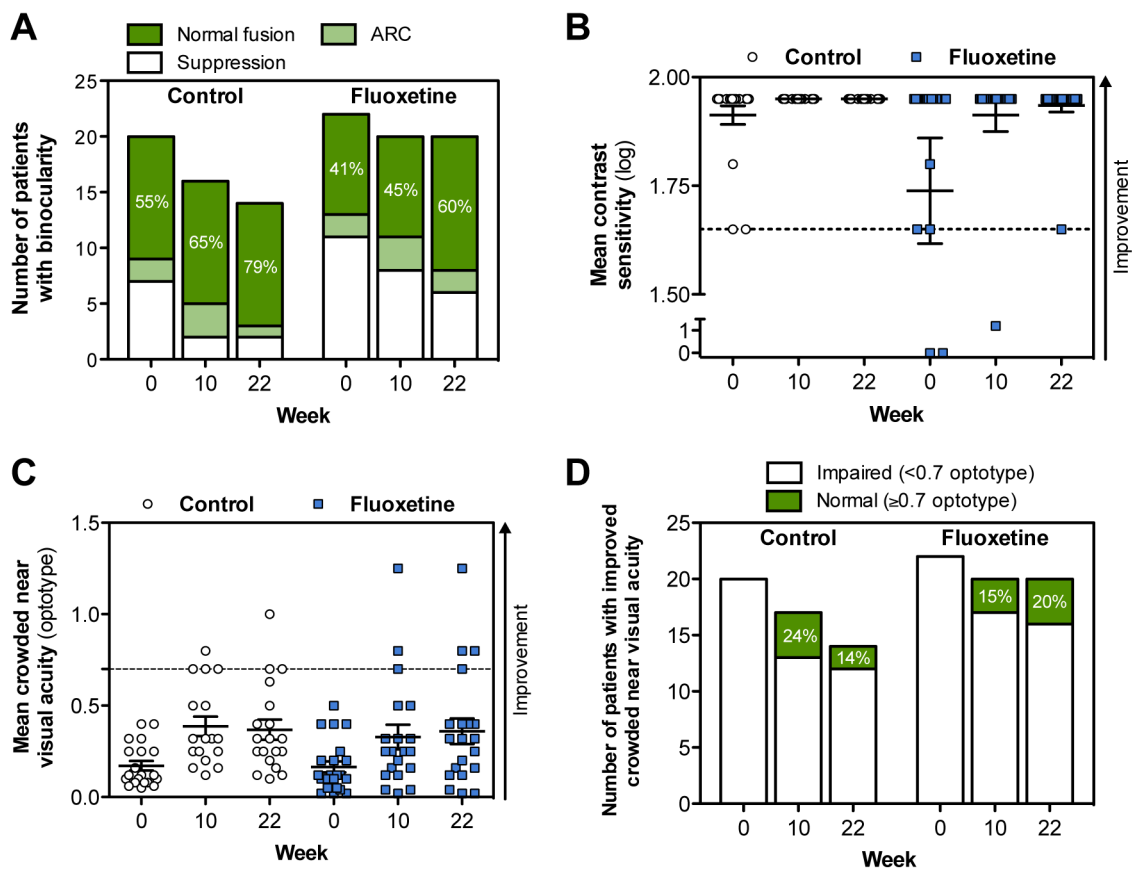 A
Normal fusion
ARC
Suppression
Number of patients
with binocularity
25
20
15
10
5
0
Control
Fluoxetine
55%
65%
79%
41%
45%
60%
0
10
22
0
10
22
Week
B
Control
Fluoxetine
Mean contrast
sensitivity (log)
2.00
1.75
1.50
1
0
Improvement
0
10
22
0
10
22
Week
C
Control
Fluoxetine
Mean crowded near
visual acuity (optotype)
1.5
1.0
0.5
0.0
Improvement
0
10
22
0
10
22
Week
D
Impaired (<0.7 optotype)
Normal (≥0.7 optotype)
Number of patients with improved
crowded near visual acuity
25
20
15
10
5
0
Control
Fluoxetine
24%
14%
15%
20%
0
10
22
0
10
22
Week